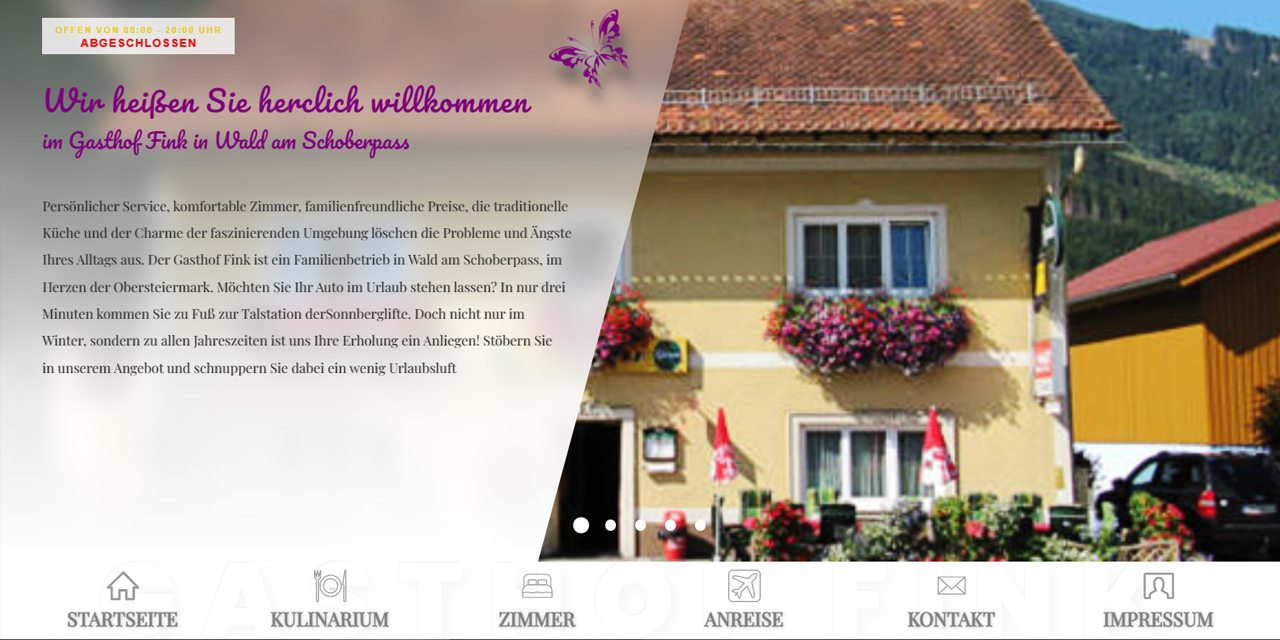 OFFEN VON 06:00 - 20:00 UHR
ABGESCHLOSSEN
Wir heißen Sie herclich willkommen
im Gasthof Fink in Wald am Schoberpass
Persönlicher Service, komfortable Zimmer, familienfreundliche Preise, die traditionelle
Küche und der Charme der faszinierenden Umgebung löschen die Probleme und Ängste
Ihres Alltags aus. Der Gasthof Fink ist ein Familienbetrieb in Wald am Schoberpass, im
Herzen der Obersteiermark. Möchten Sie Ihr Auto im Urlaub stehen lassen? In nur drei
Minuten kommen Sie zu Fuß zur Talstation derSonnberglifte. Doch nicht nur im
Winter, sondern zu allen Jahreszeiten ist uns Ihre Erholung ein Anliegen! Stöbern Sie
in unserem Angebot und schnuppern Sie dabei ein wenig Urlaubsluft
GASTHOF FINK
STARTSEITE KULINARIUM ZIMMER ANREISE KONTAKT IMPRESSUM